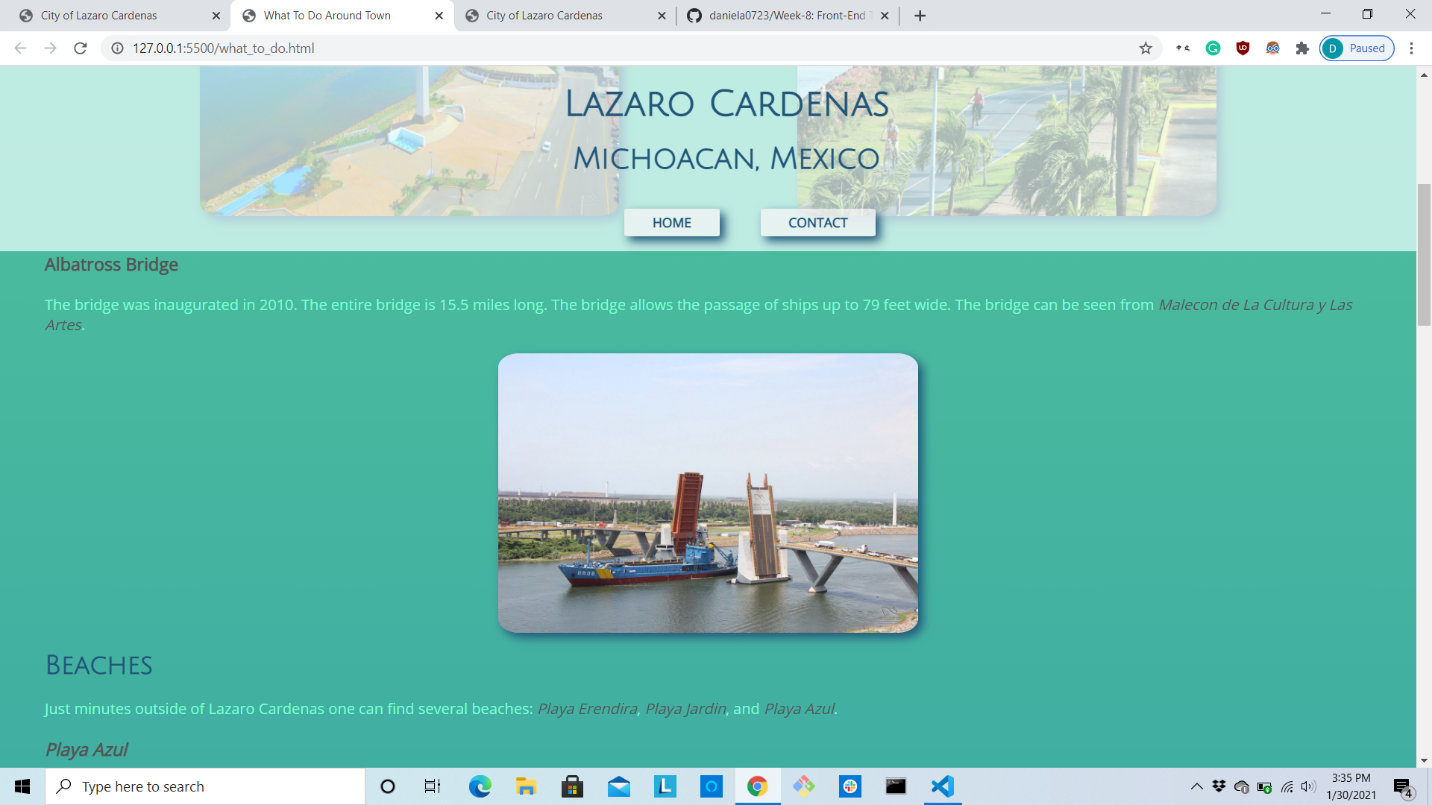 City of Lazaro Cardenas
What To Do Around Town
City of Lazaro Cardenas
daniela0723/Week-8: Front-End
127.0.0.1:5500/what_to_do.html
D Paused
LAZARO CARDENAS
MICHOACAN, MEXICO
HOME CONTACT
Albatross Bridge
The bridge was inaugurated in 2010. The entire bridge is 15.5 miles long. The bridge allows the passage of ships up to 79 feet wide. The bridge can be seen from Malecon de La Cultura y Las
Artes.
BEACHES
Just minutes outside of Lazaro Cardenas one can find several beaches: Playa Erendira, Playa Jardin, and Playa Azul.
Playa Azul
Type here to search
3:35 PM
1/30/2021
4